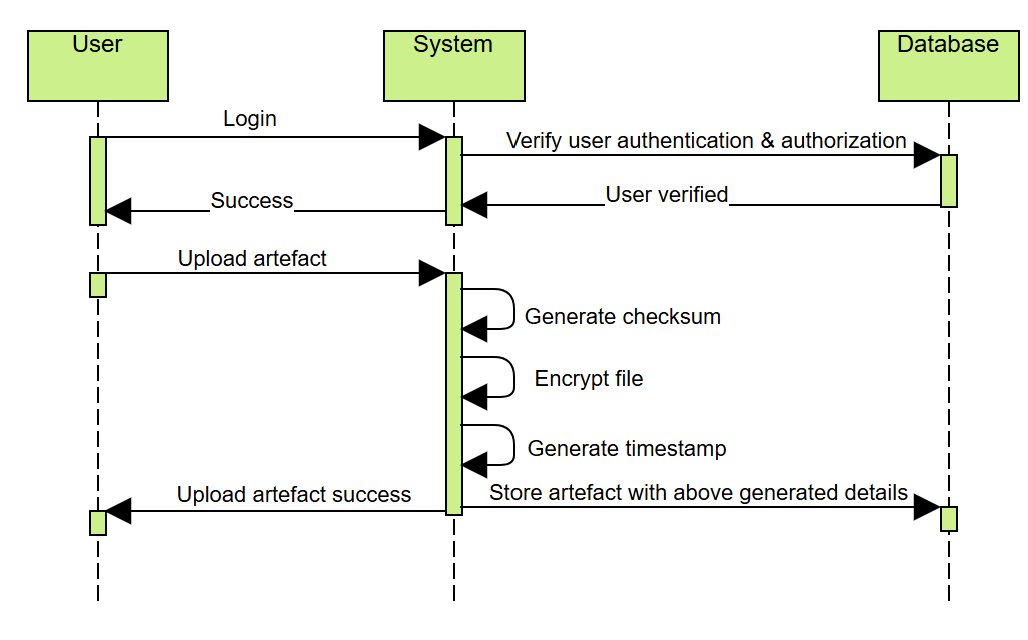 User
System
Database
Login
Verify user authentication & authorization
User verified
Success
Upload artefact
Generate checksum
Encrypt file
Generate timestamp
Store artefact with above generated details
Upload artefact success